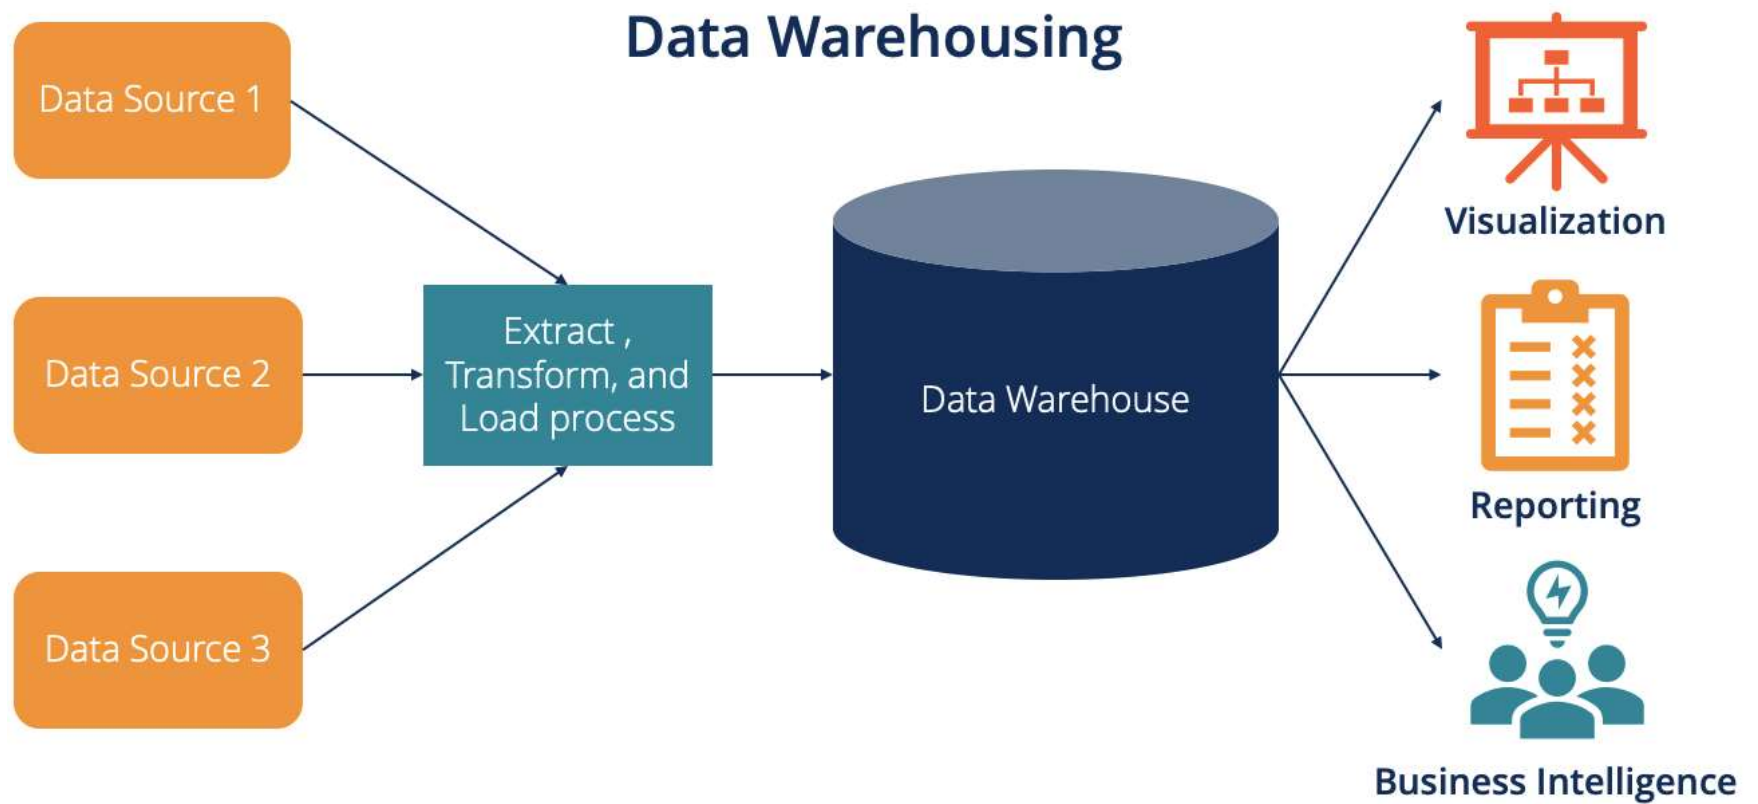 Data Warehousing
Data Source 1
Data Source 2
Data Source 3
Extract ,
Transform, and
Load process
Data Warehouse
Visualization
Reporting
Business Intelligence